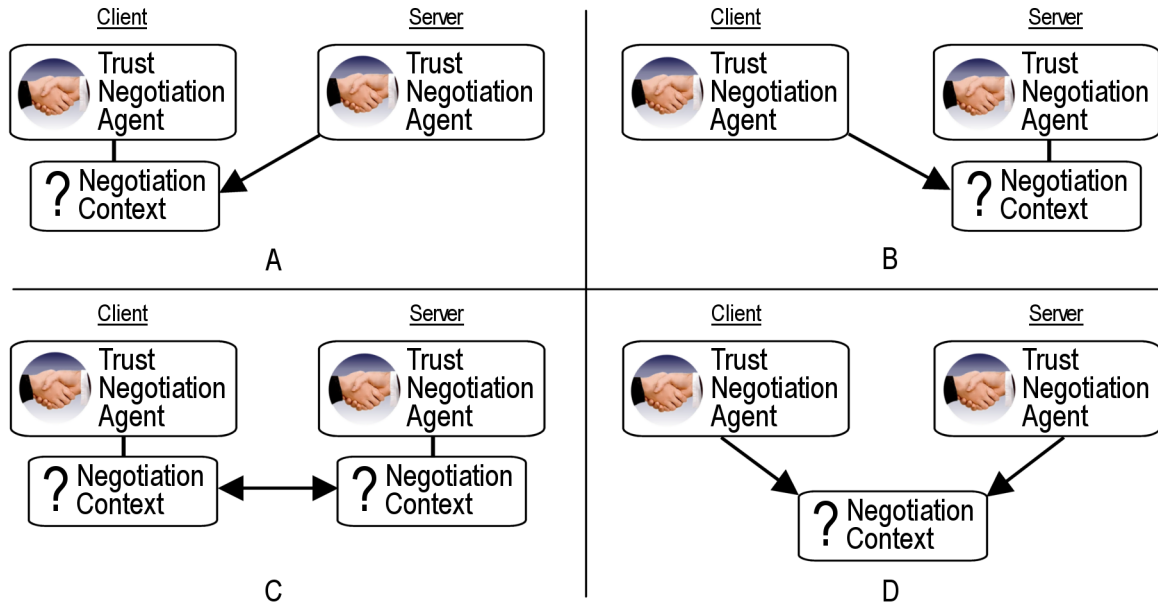 Client
Server
Trust
Negotiation
Agent
Trust
Negotiation
Agent
? Negotiation
Context
A
Client
Server
Trust
Negotiation
Agent
Trust
Negotiation
Agent
? Negotiation
Context
B
Client
Server
Trust
Negotiation
Agent
Trust
Negotiation
Agent
? Negotiation
Context
? Negotiation
Context
C
Client
Server
Trust
Negotiation
Agent
Trust
Negotiation
Agent
? Negotiation
Context
D